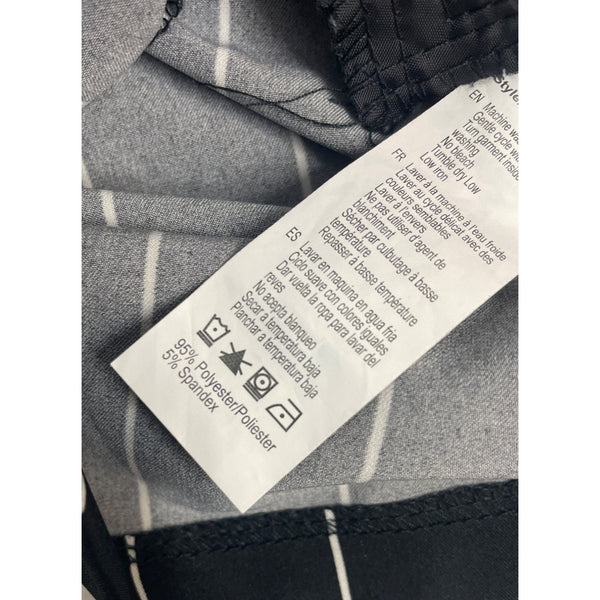 Style
EN Machine wa
Gentle cycle wi
Turn garment inside
washing
No bleach
Tumble dry Low
Low iron
FR Laver à la machine à l'eau froide
Laver au cycle délicat avec des
couleurs semblables
Laver à l'envers
Ne pas utiliser d'agent de
blanchiment
Sécher par culbutage à basse
température
Repasser à basse température
ES Lavar en maquina en agua fria
Ciclo suave con colores iguales
Dar vuelta la ropa para lavar del
reves
No acepta blanqueo
Secar a temperatura baja
Planchar a temperatura baja
95% Polyester/Poliester
5% Spandex